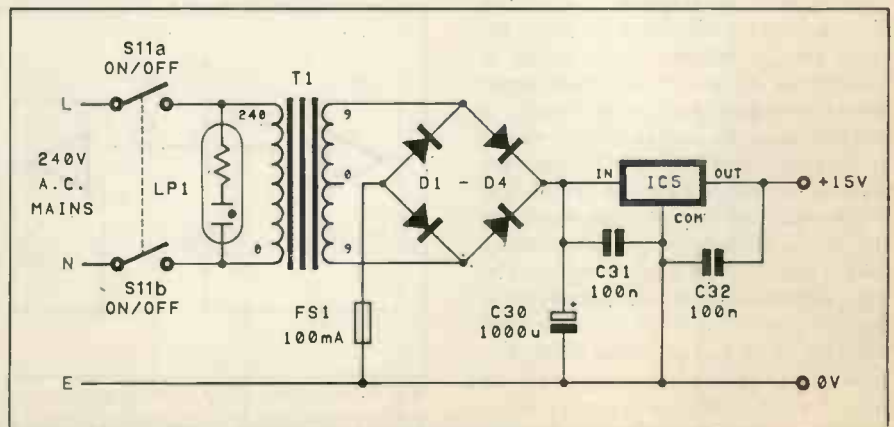 S11a
ON/OFF
T1
L
240
9
240V
A.C.
MAINS
LP1
0
D1 - D4
IN
IC5
OUT
+15V
COM
C31
100n
C32
100n
N
0
9
S11b
ON/OFF
FS1
100mA
+
C30
1000u
E
0V